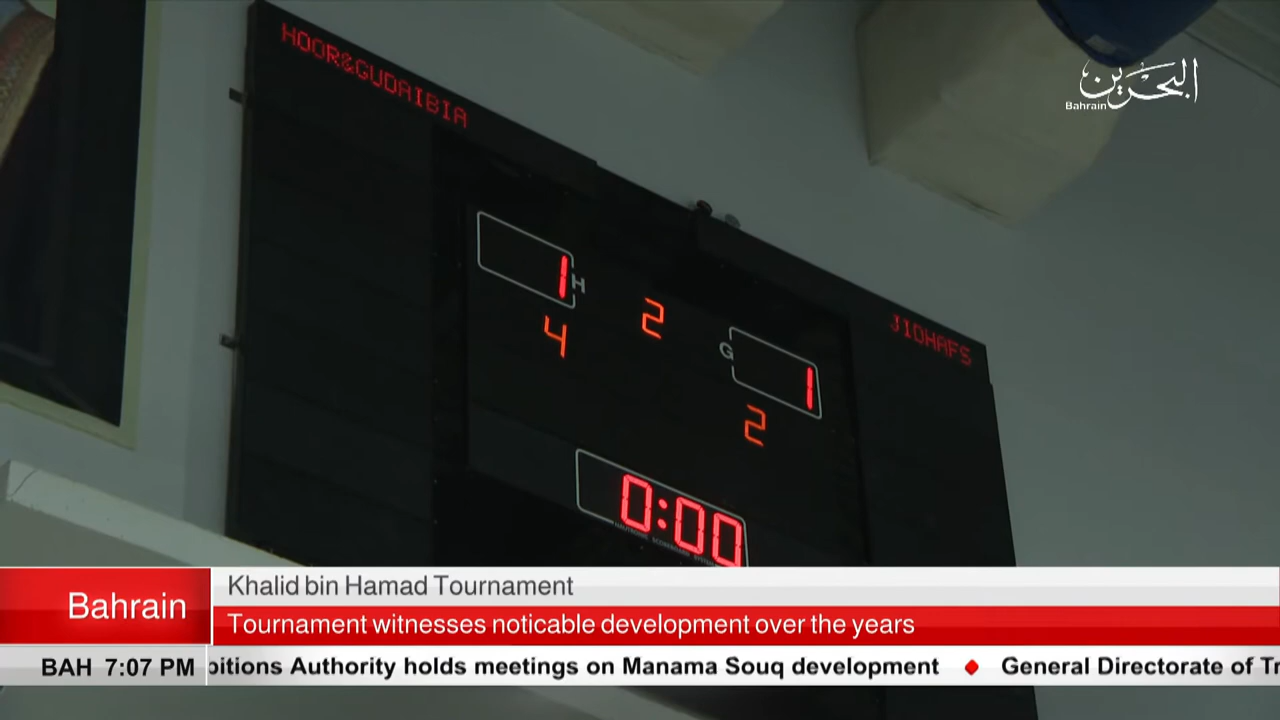 HOOR&GUDAIBIA
البحرين
Bahrain
1 H
4
2
G 1
2
JIDHAFS
0:00
Khalid bin Hamad Tournament
Bahrain
Tournament witnesses noticable development over the years
BAH 7:07 PM
bitions Authority holds meetings on Manama Souq development
General Directorate of Tr